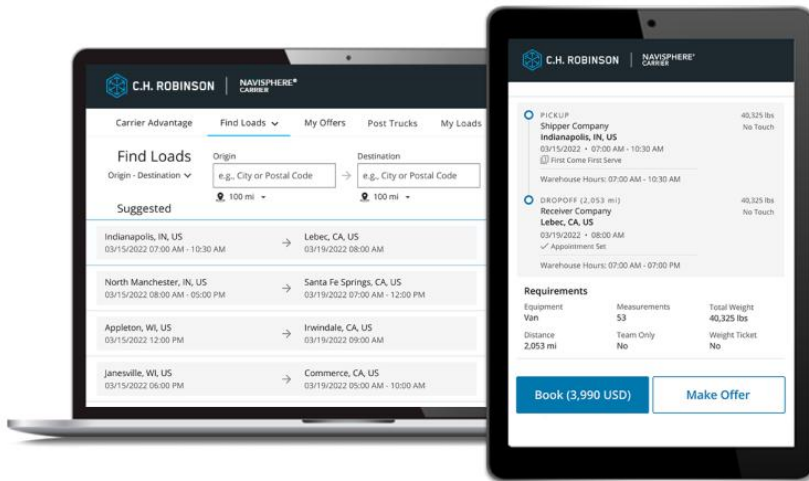 C.H. ROBINSON
NAVISPHERE®
CARRIER
Carrier Advantage
Find Loads
My Offers
Post Trucks
My Loads
Find Loads
Origin - Destination
Origin
e.g., City or Postal Code
100 mi
Destination
e.g., City or Postal Code
100 mi
Suggested
Indianapolis, IN, US
03/15/2022 07:00 AM - 10:30 AM
Lebec, CA, US
03/19/2022 08:00 AM
North Manchester, IN, US
03/15/2022 08:00 AM - 05:00 PM
Santa Fe Springs, CA, US
03/19/2022 07:00 AM - 12:00 PM
Appleton, WI, US
03/15/2022 12:00 PM
Irwindale, CA, US
03/19/2022 09:00 AM
Janesville, WI, US
03/15/2022 06:00 PM
Commerce, CA, US
03/19/2022 05:00 AM - 10:00 AM
C.H. ROBINSON
NAVISPHERE®
CARRIER
PICKUP
40,325 lbs
Shipper Company
No Touch
Indianapolis, IN, US
03/15/2022 • 07:00 AM - 10:30 AM
First Come First Serve
Warehouse Hours: 07:00 AM - 10:30 AM
DROPOFF (2,053 mi)
40,325 lbs
Receiver Company
No Touch
Lebec, CA, US
03/19/2022 • 08:00 AM
Appointment Set
Warehouse Hours: 07:00 AM - 07:00 PM
Requirements
Equipment
Van
Measurements
53
Total Weight
40,325 lbs
Distance
2,053 mi
Team Only
No
Weight Ticket
No
Book (3,990 USD)
Make Offer